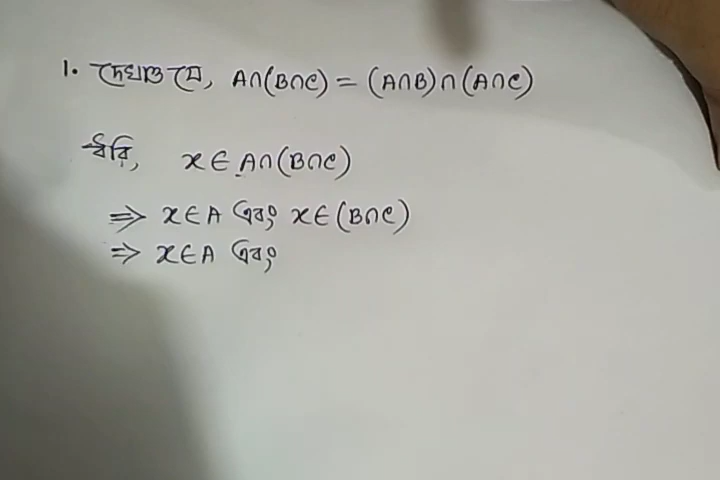 1. দেখাও যে, A∩(B∩C) = (A∩B)∩(A∩C)
ধরি, x∈A∩(B∩C)
⇒ x∈A এবং x∈(B∩C)
⇒ x∈A এবং